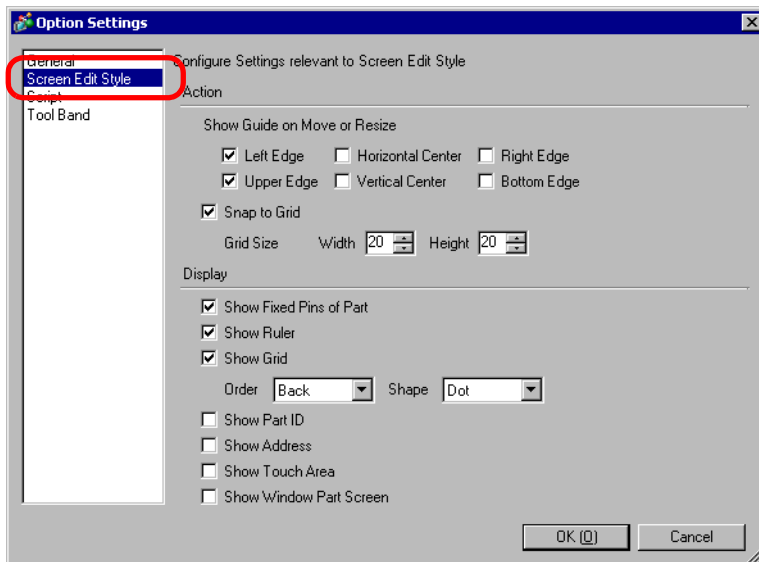 Option Settings
General
Screen Edit Style
Script
Tool Band
Configure Settings relevant to Screen Edit Style
Action
Show Guide on Move or Resize
Left Edge Horizontal Center Right Edge
Upper Edge Vertical Center Bottom Edge
Snap to Grid
Grid Size Width 20 Height 20
Display
Show Fixed Pins of Part
Show Ruler
Show Grid
Order Back Shape Dot
Show Part ID
Show Address
Show Touch Area
Show Window Part Screen
OK (O) Cancel